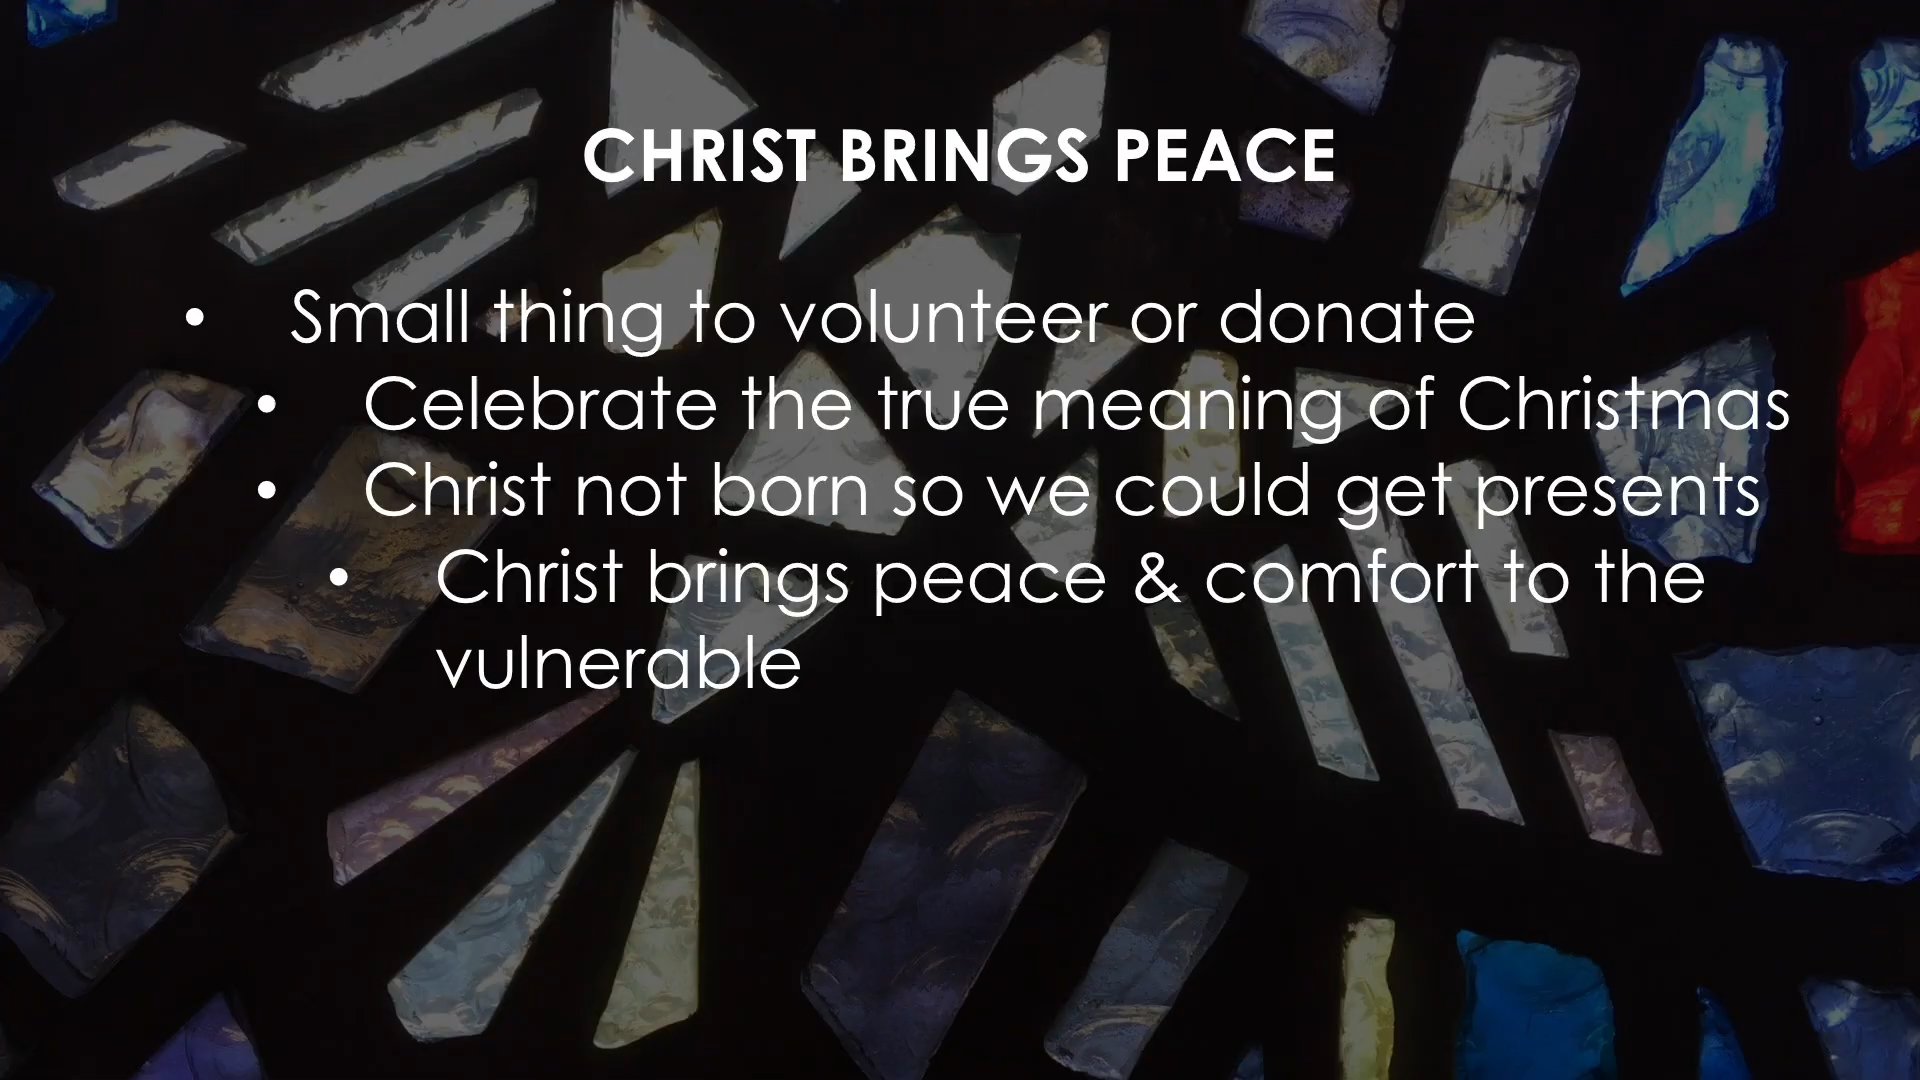 CHRIST BRINGS PEACE
• Small thing to volunteer or donate
• Celebrate the true meaning of Christmas
• Christ not born so we could get presents
• Christ brings peace & comfort to the
vulnerable